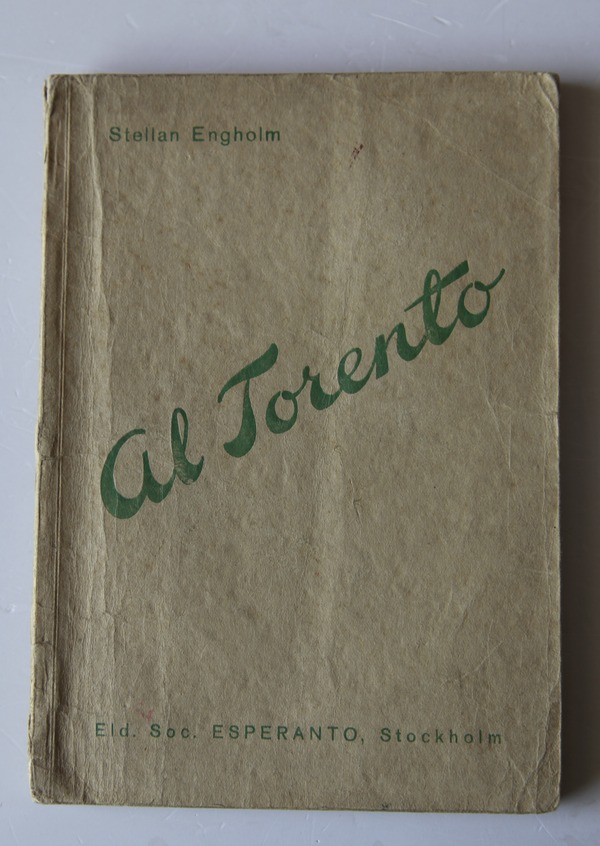 Stellan Engholm
Al Torento
Eld. Soc. ESPERANTO, Stockholm